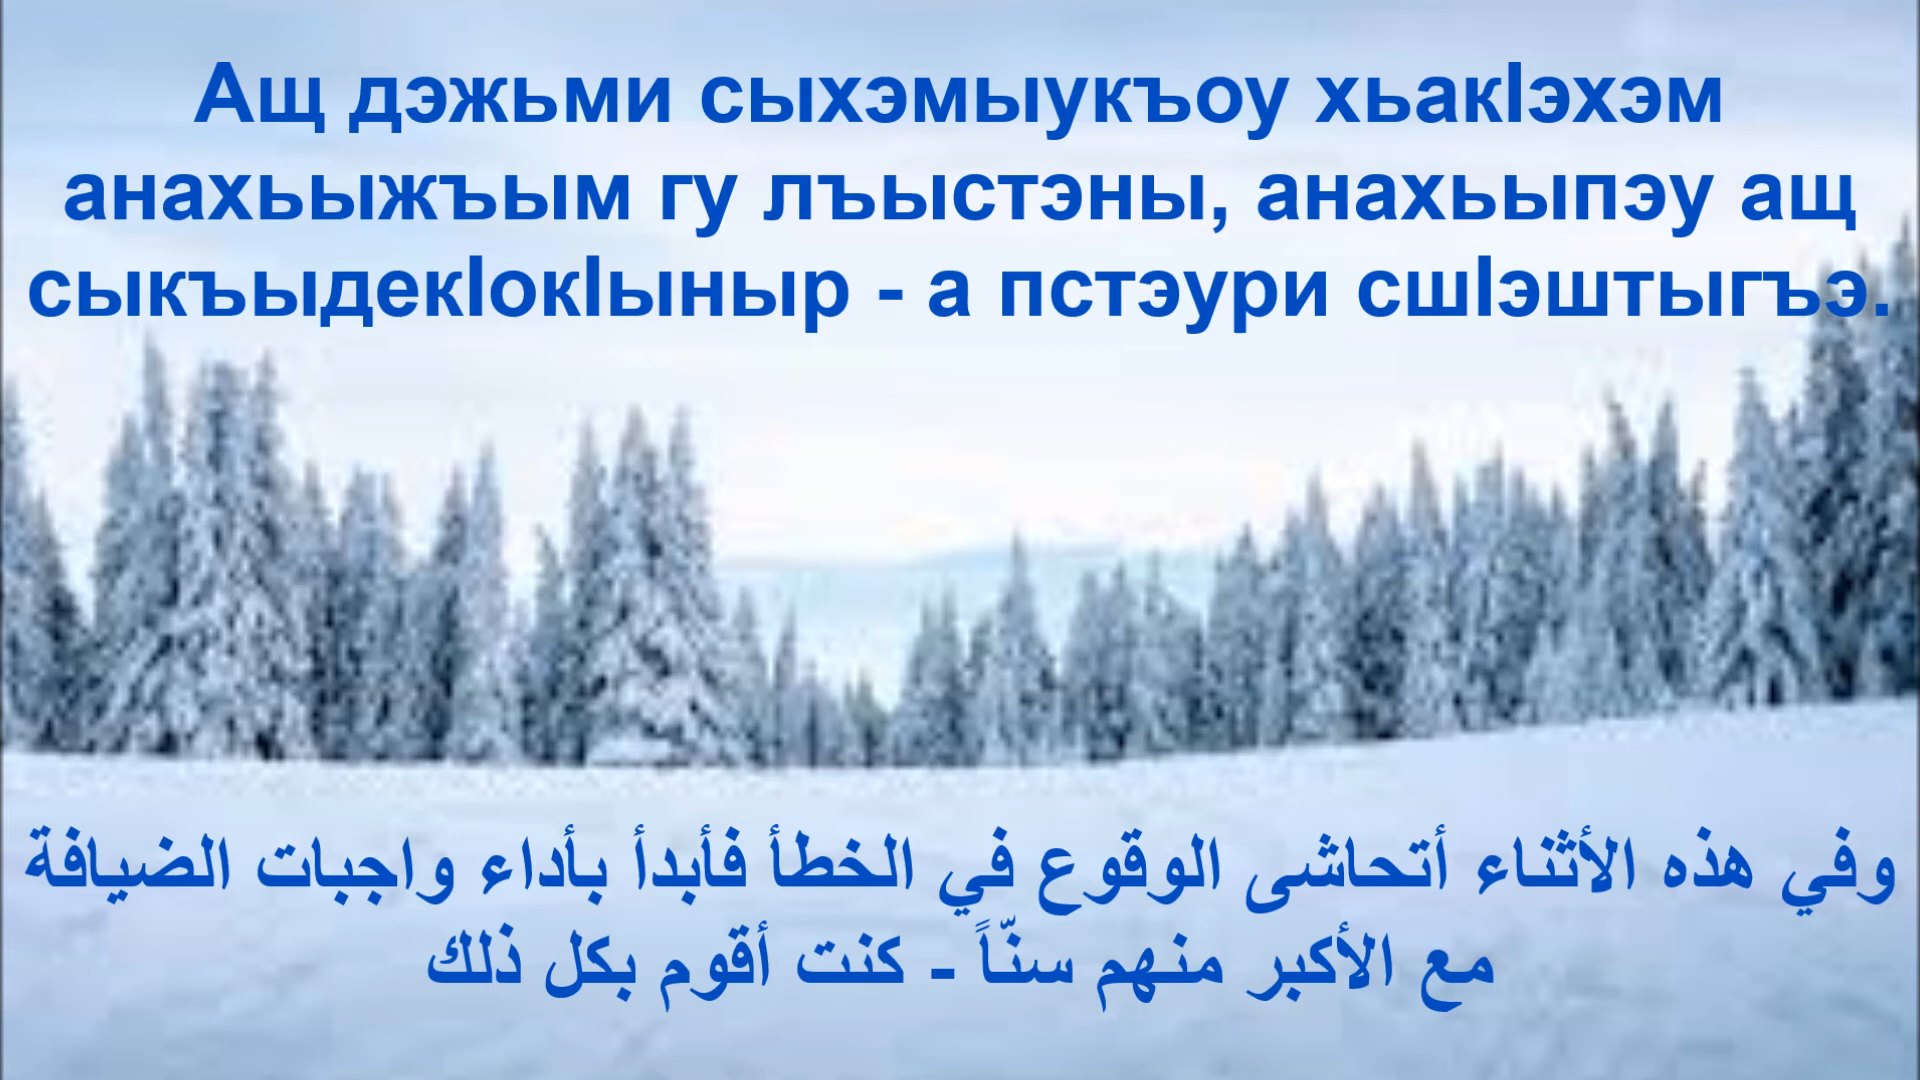 Ащ дэжьми сыхэмыукъоу хьакӀэхэм
анахьыжъым гу лъыстэны, анахьыпэу ащ
сыкъыдекӀокӀыныр - а пстэури сшӀэштыгъэ.
وفي هذه الأثناء أتحاشى الوقوع في الخطأ فأبدأ بأداء واجبات الضيافة
مع الأكبر منهم سنّاً - كنت أقوم بكل ذلك